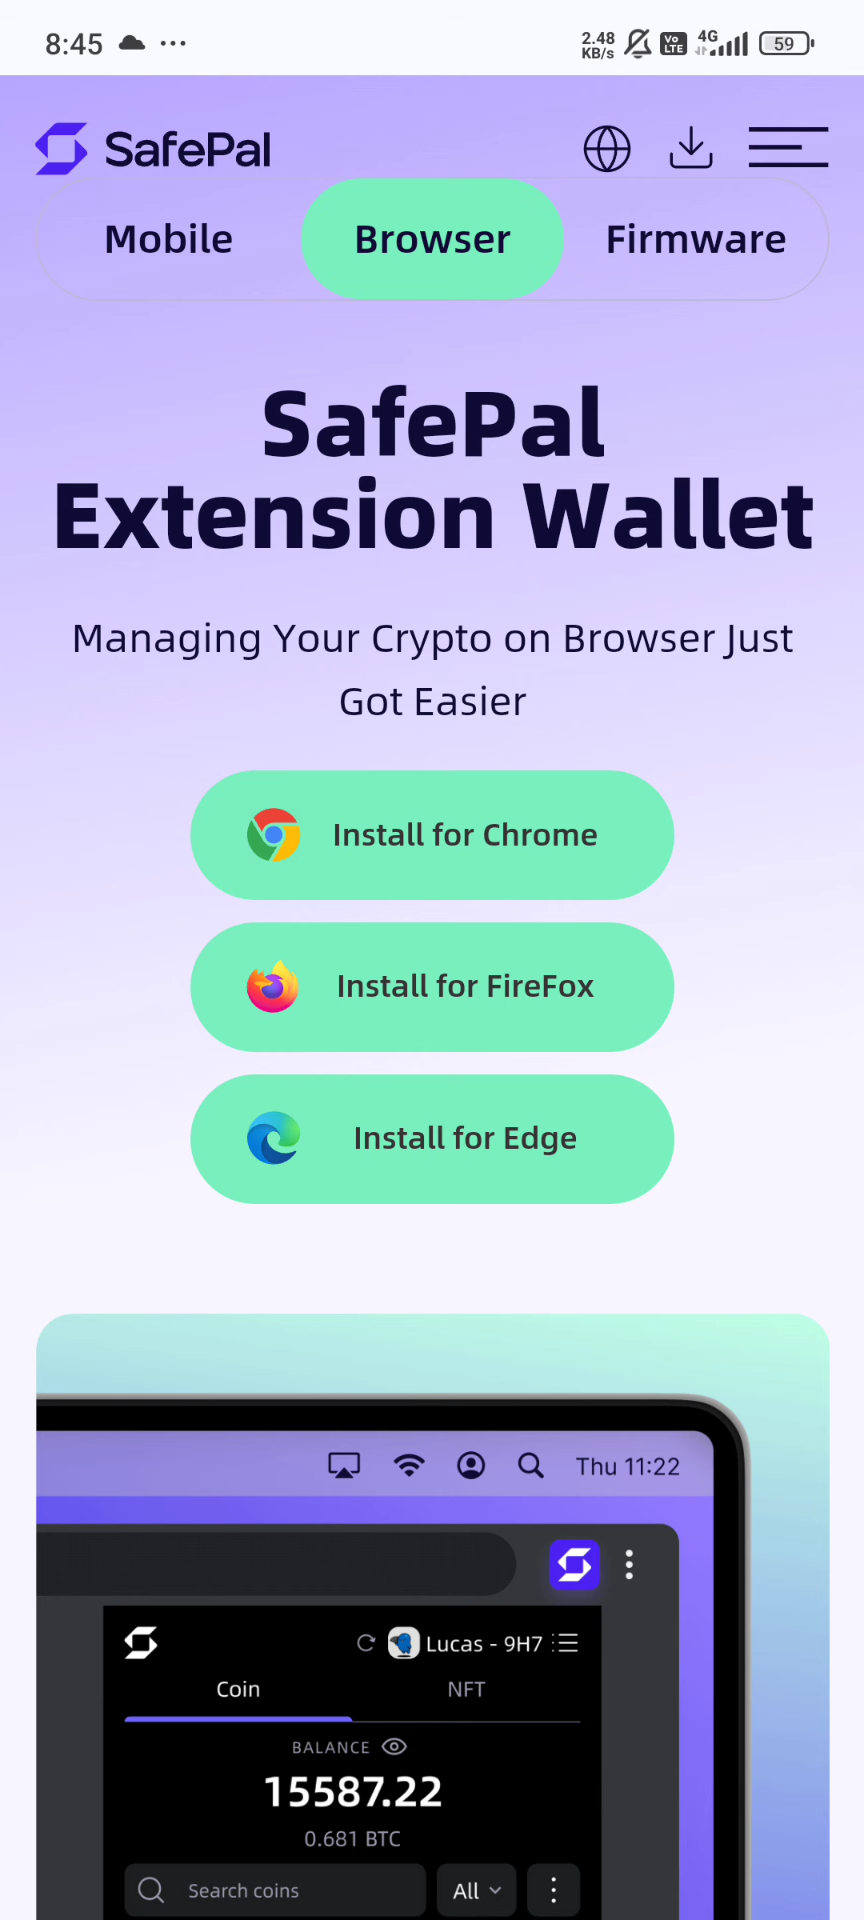 8:45
2.48
KB/s
Vo
LTE
4G
59
SafePal
Mobile
Browser
Firmware
SafePal
Extension Wallet
Managing Your Crypto on Browser Just
Got Easier
Install for Chrome
Install for FireFox
Install for Edge
Thu 11:22
Lucas - 9H7
Coin
NFT
BALANCE
15587.22
0.681 BTC
Search coins
All